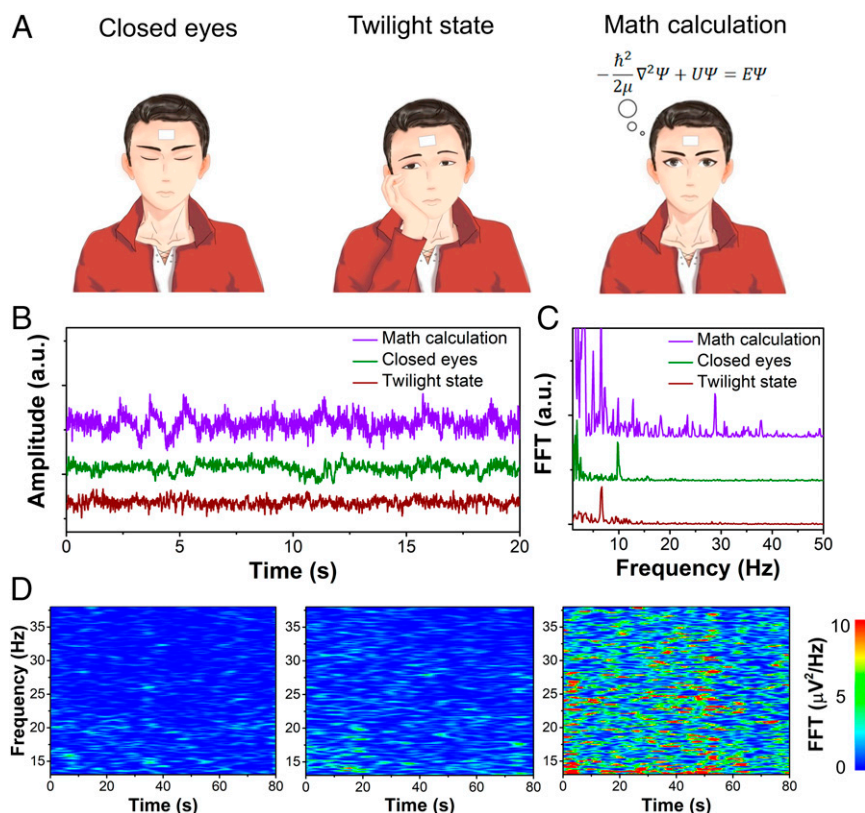 A
Closed eyes
Twilight state
Math calculation
−ħ²/2μ ∇²Ψ + UΨ = EΨ
B
Amplitude (a.u.)
Math calculation
Closed eyes
Twilight state
0 5 10 15 20
Time (s)
C
FFT (a.u.)
Math calculation
Closed eyes
Twilight state
10 20 30 40 50
Frequency (Hz)
D
Frequency (Hz)
35
30
25
20
15
0 20 40 60 80
Time (s)
35
30
25
20
15
0 20 40 60 80
Time (s)
35
30
25
20
15
0 20 40 60 80
Time (s)
10
5
0
FFT (μV²/Hz)